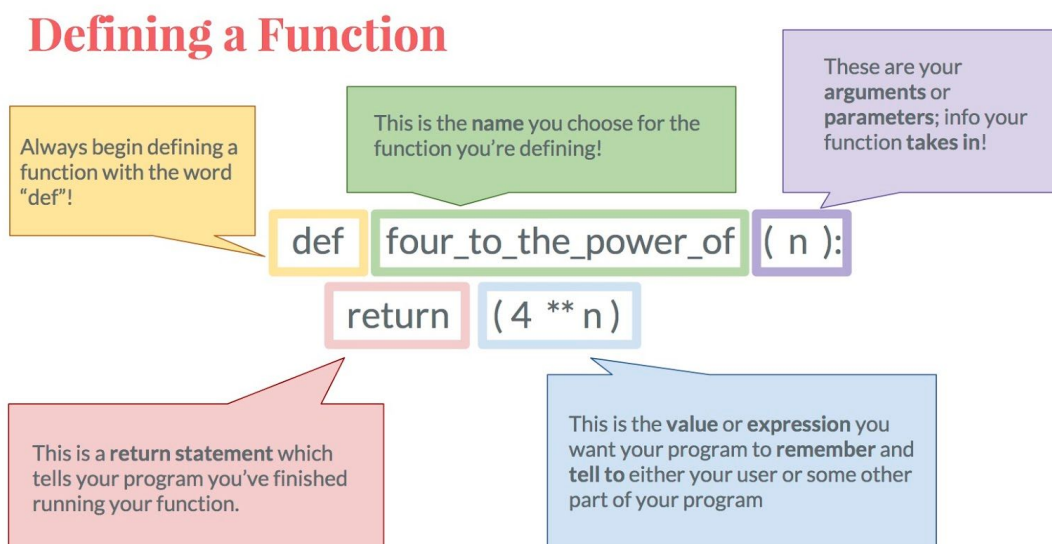 Defining a Function
These are your
arguments or
parameters; info your
function takes in!
This is the name you choose for the
function you're defining!
Always begin defining a
function with the word
“def”!
def four_to_the_power_of ( n ):
return ( 4 ** n )
This is a return statement which
tells your program you've finished
running your function.
This is the value or expression you
want your program to remember and
tell to either your user or some other
part of your program